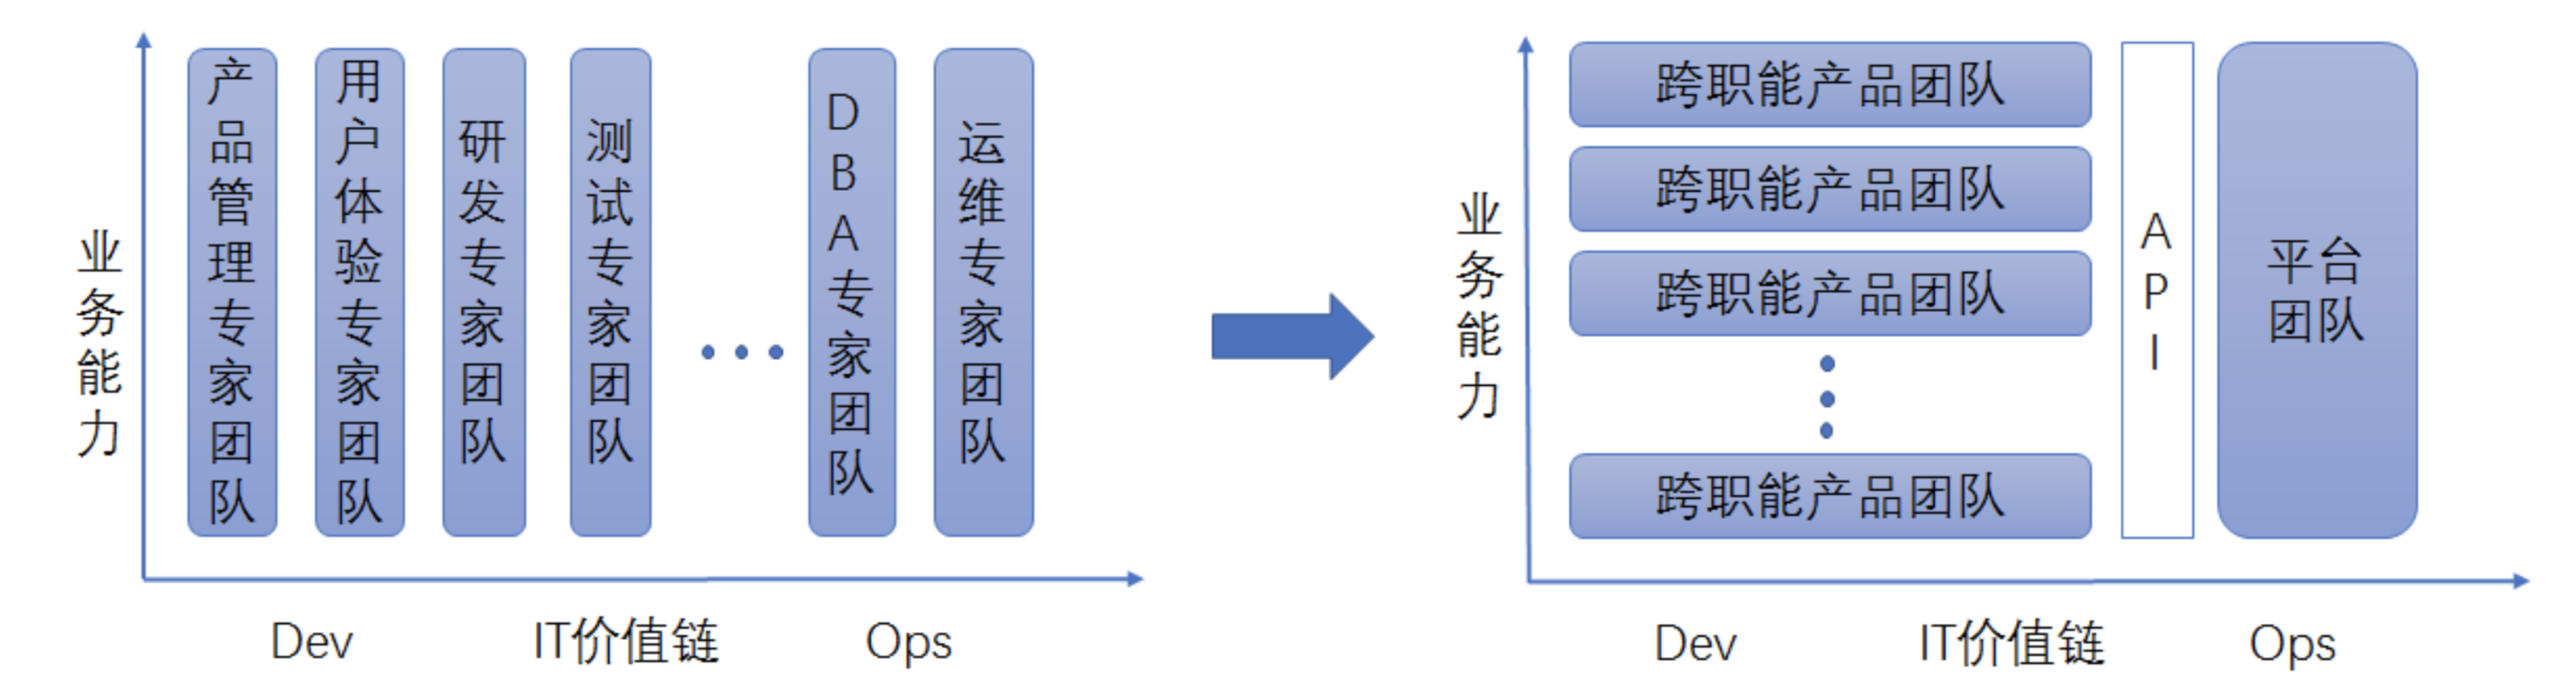 业务能力
产品管理专家团队
用户体验专家团队
研发专家团队
测试专家团队
DBA专家团队
运维专家团队
Dev
IT价值链
Ops
业务能力
跨职能产品团队
跨职能产品团队
跨职能产品团队
跨职能产品团队
API
平台
团队
Dev
IT价值链
Ops